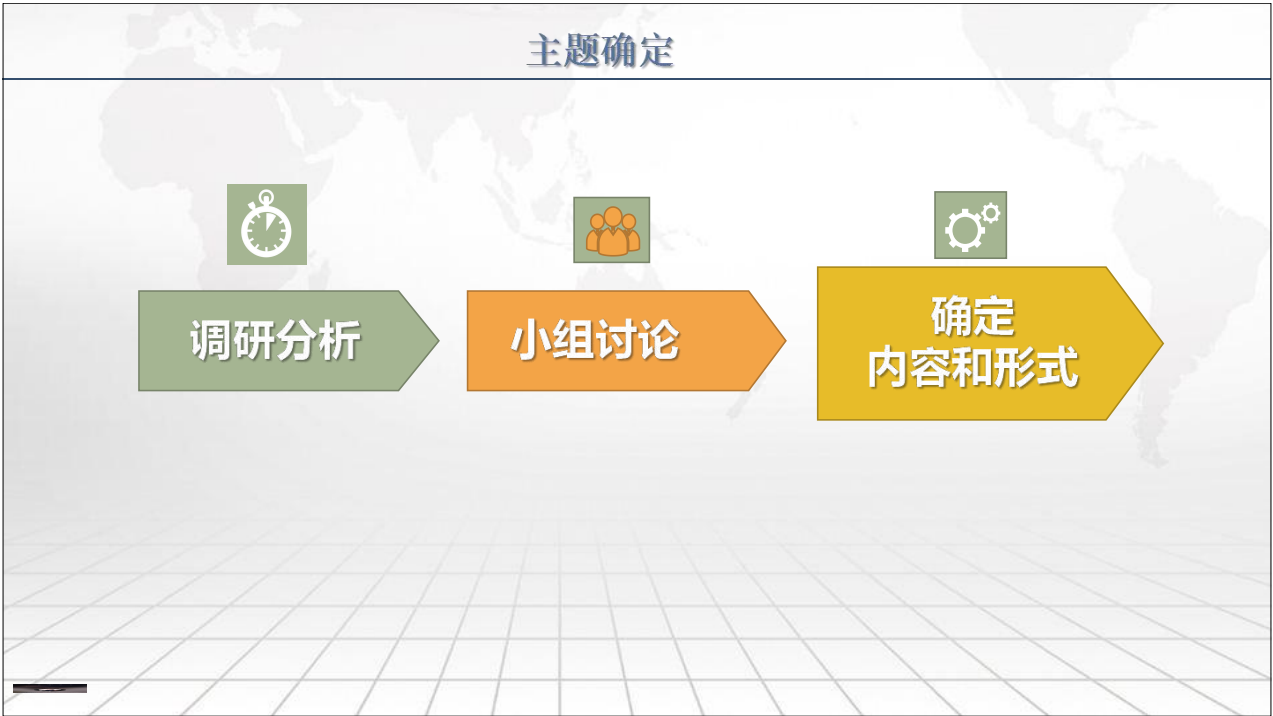 主题确定
调研分析
小组讨论
确定
内容和形式